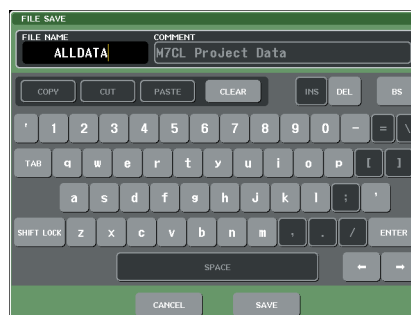 FILE SAVE
FILE NAME COMMENT
ALLDATA M7CL ProJect Data
COPY CUT PASTE CLEAR INS DEL BS
' 1 2 3 4 5 6 7 8 9 0 - = \
TAB q w e r t y u i o p [ ]
a s d f g h j k l ; '
SHIFT LOCK z x c v b n m , . / ENTER
SPACE ← →
CANCEL SAVE